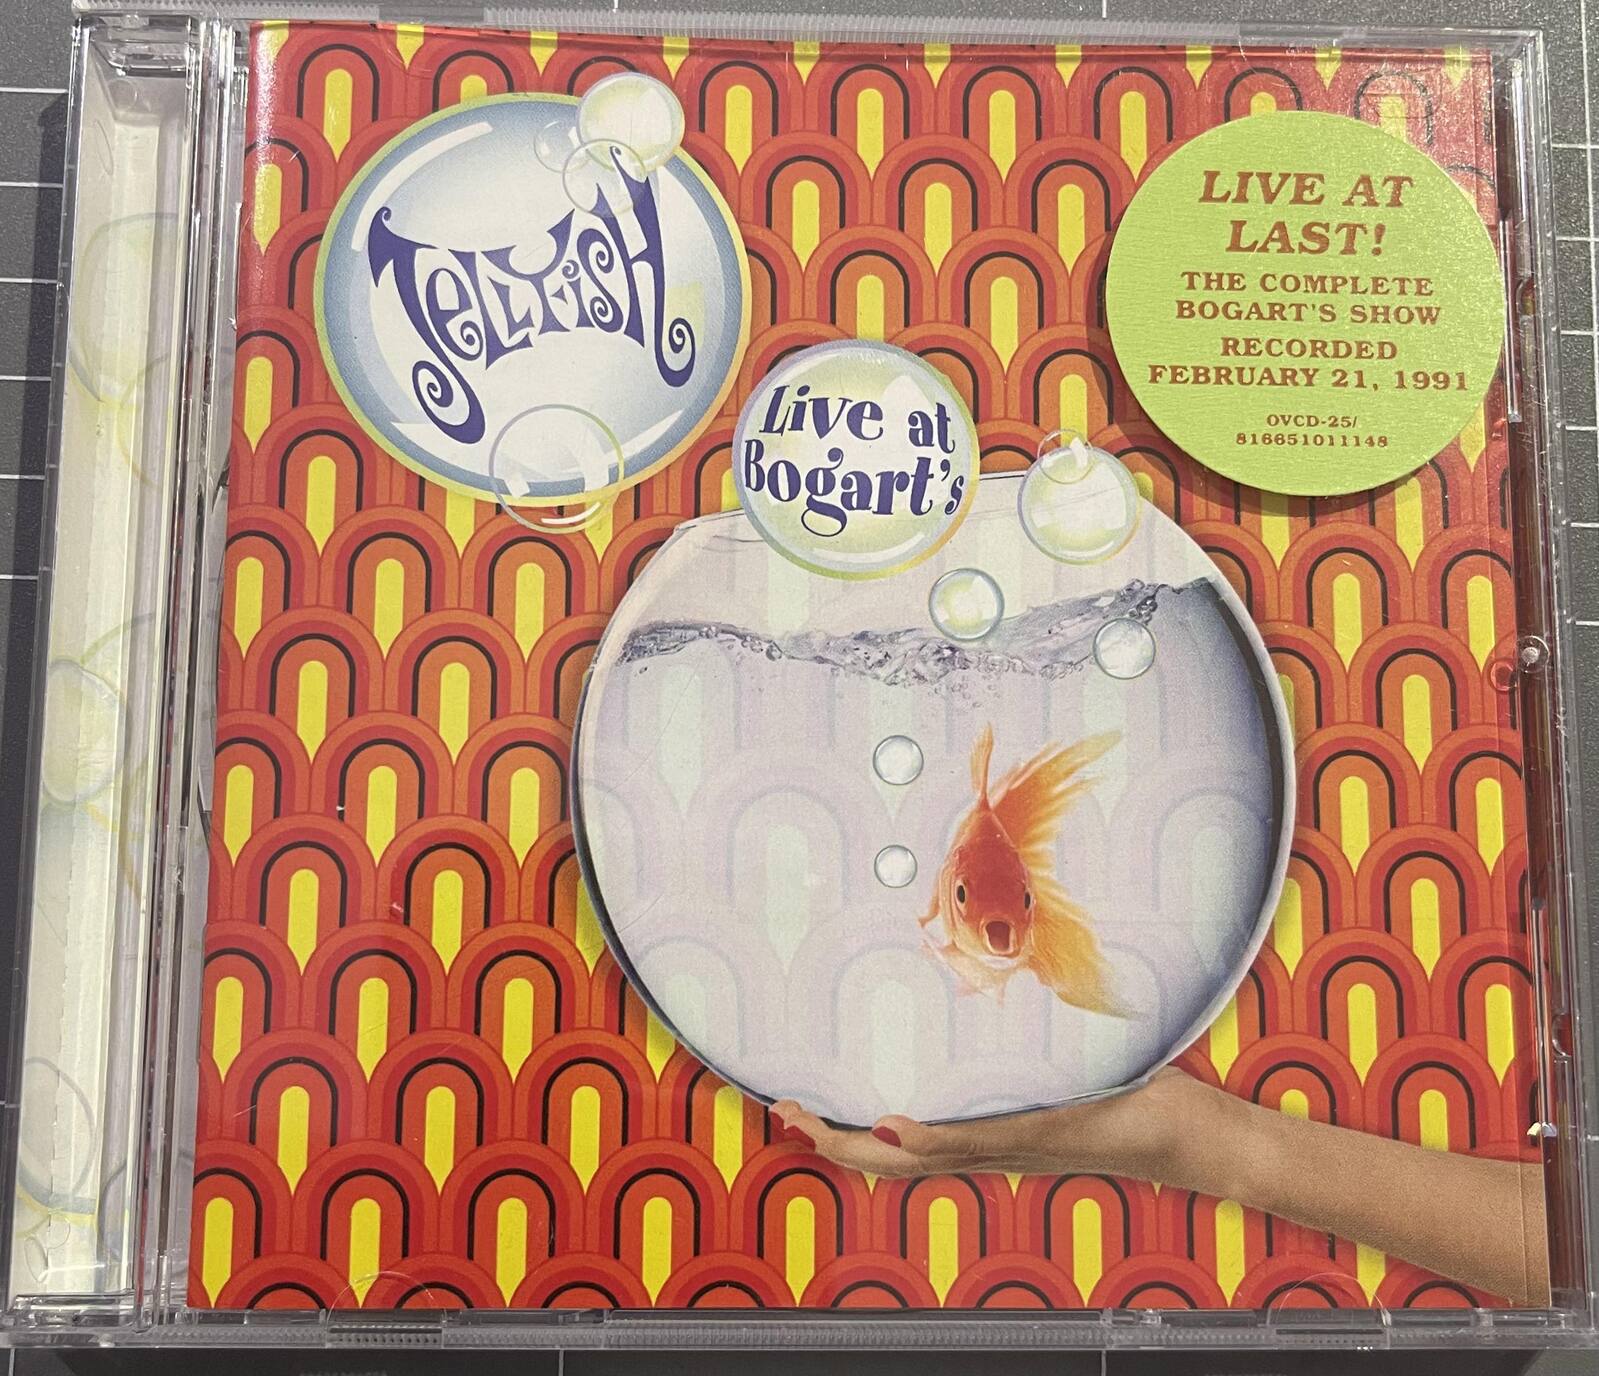 JELLYFISH
Live at
Bogart's
LIVE AT
LAST!
THE COMPLETE
BOGART'S SHOW
RECORDED
FEBRUARY 21, 1991
OVCD-25/
816651011148